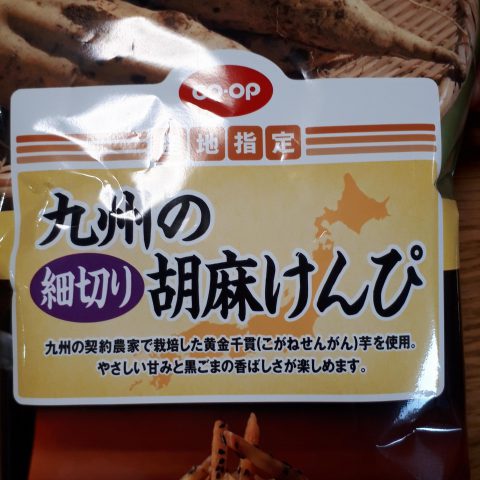 CO·OP
産地指定
九州の
細切り 胡麻けんぴ
九州の契約農家で栽培した黄金千貫(こがねせんがん)芋を使用。
やさしい甘みと黒ごまの香ばしさが楽しめます。